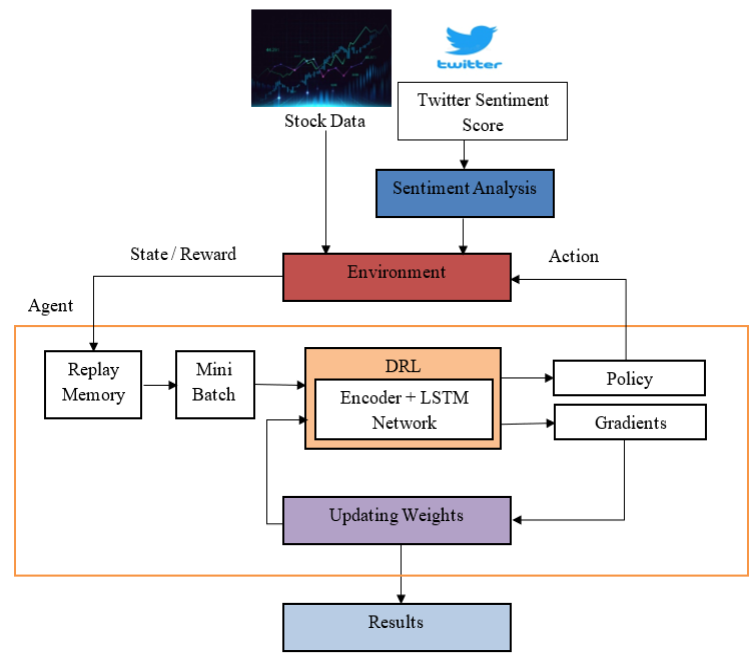 twitter
Stock Data
Twitter Sentiment
Score
Sentiment Analysis
State / Reward
Environment
Action
Agent
Replay
Memory
Mini
Batch
DRL
Encoder + LSTM
Network
Policy
Gradients
Updating Weights
Results